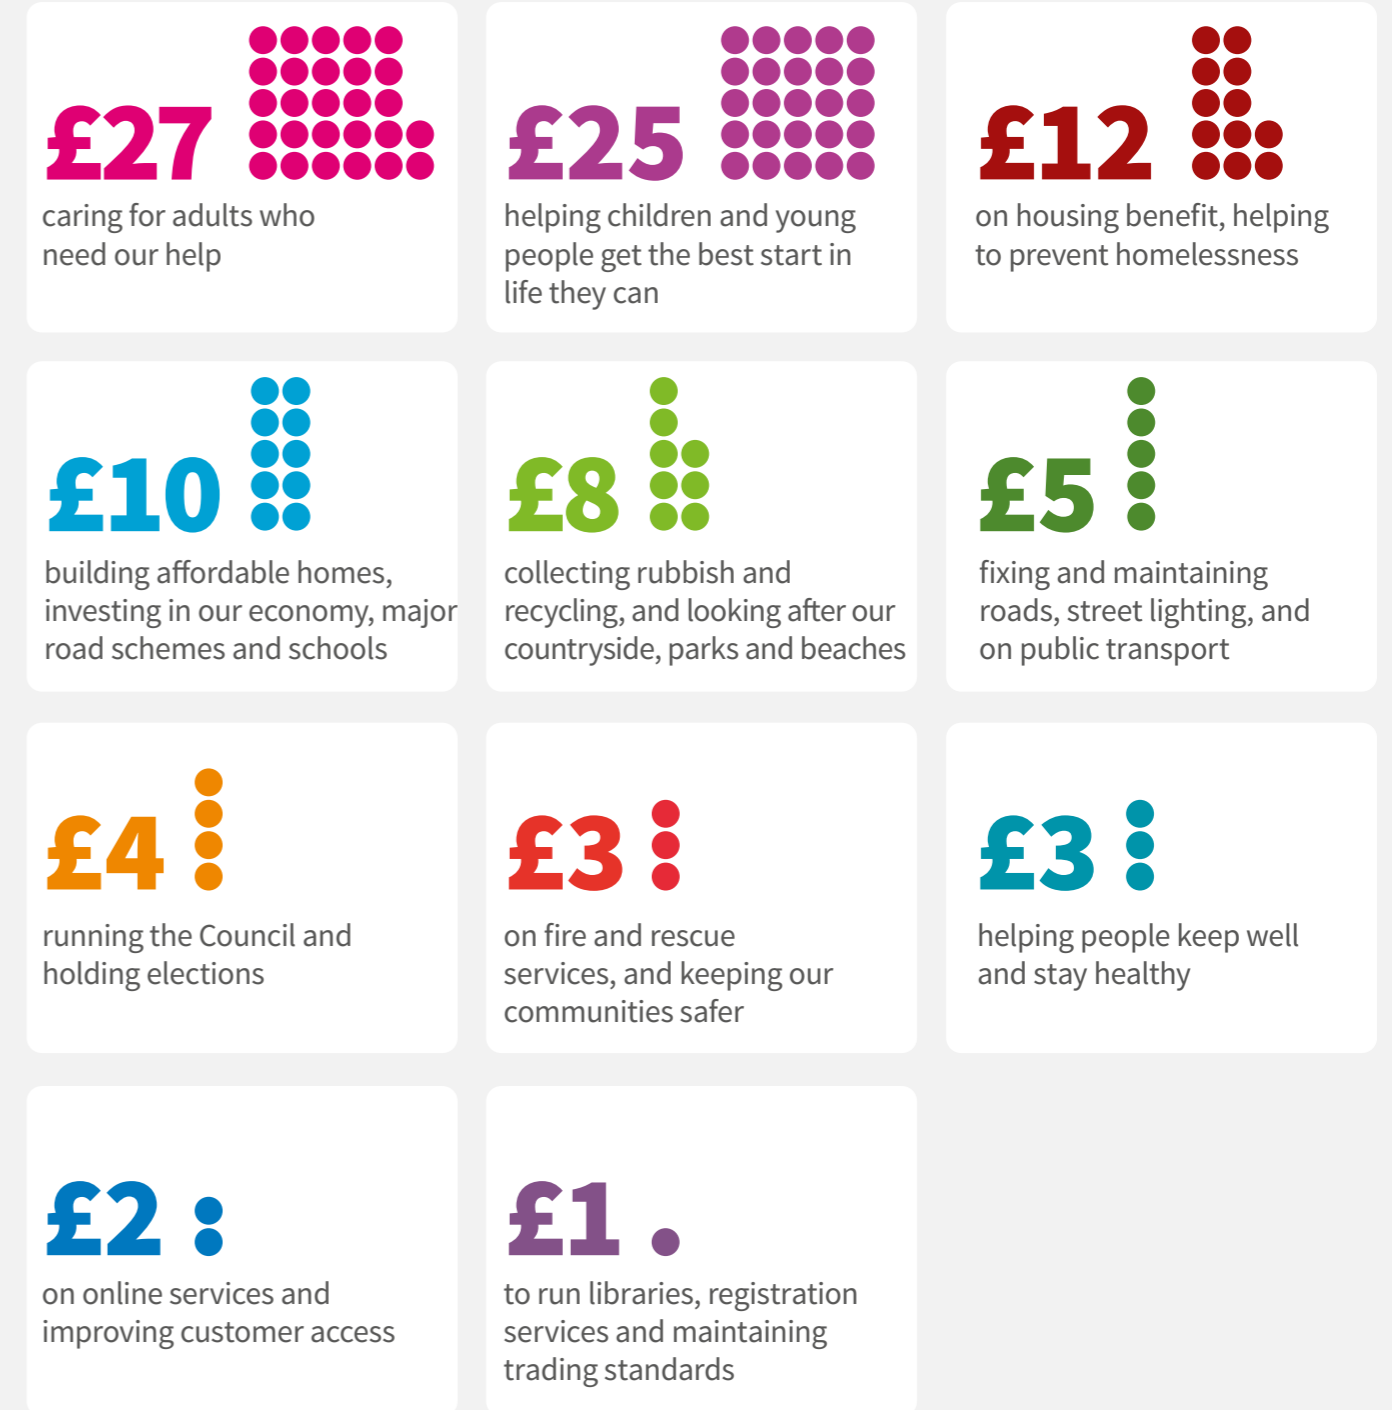 £27
caring for adults who
need our help
£25
helping children and young
people get the best start in
life they can
£12
on housing benefit, helping
to prevent homelessness
£10
building affordable homes,
investing in our economy, major
road schemes and schools
£8
collecting rubbish and
recycling, and looking after our
countryside, parks and beaches
£5
fixing and maintaining
roads, street lighting, and
on public transport
£4
running the Council and
holding elections
£3
on fire and rescue
services, and keeping our
communities safer
£3
helping people keep well
and stay healthy
£2
on online services and
improving customer access
£1
to run libraries, registration
services and maintaining
trading standards